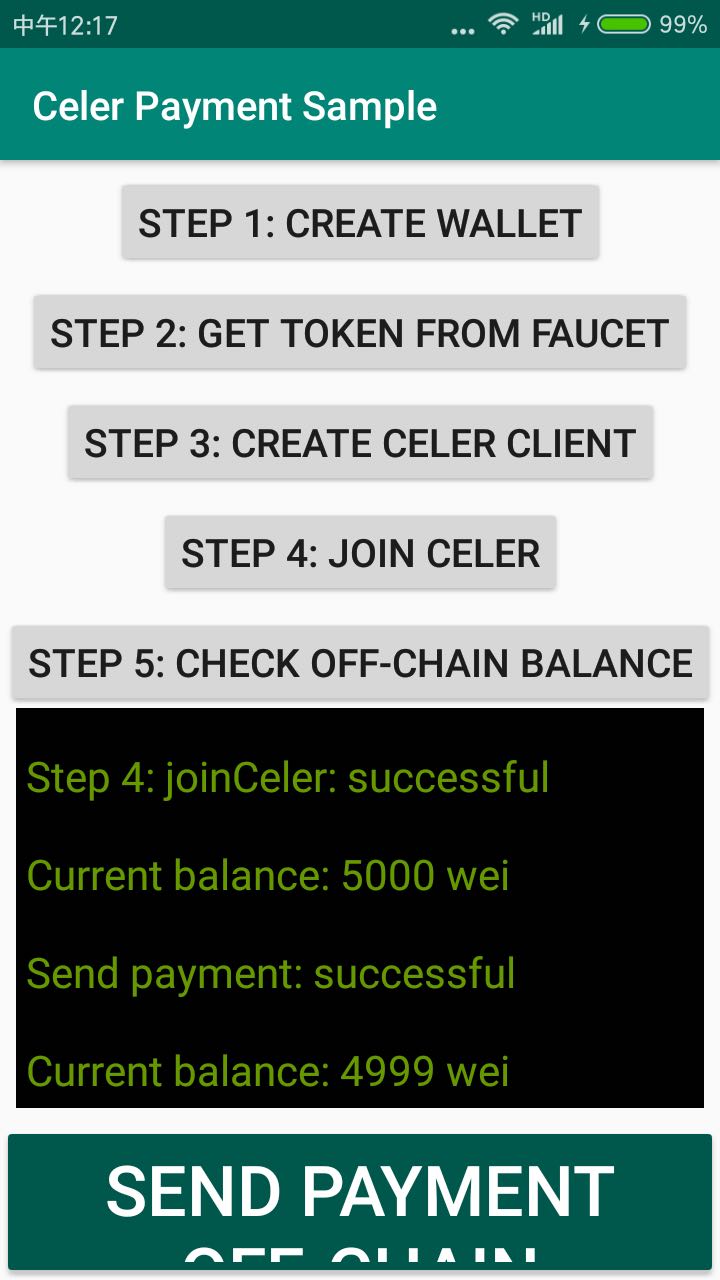 中午12:17
HD
99%
Celer Payment Sample
STEP 1: CREATE WALLET
STEP 2: GET TOKEN FROM FAUCET
STEP 3: CREATE CELER CLIENT
STEP 4: JOIN CELER
STEP 5: CHECK OFF-CHAIN BALANCE
Step 4: joinCeler: successful
Current balance: 5000 wei
Send payment: successful
Current balance: 4999 wei
SEND PAYMENT
OFF-CHAIN